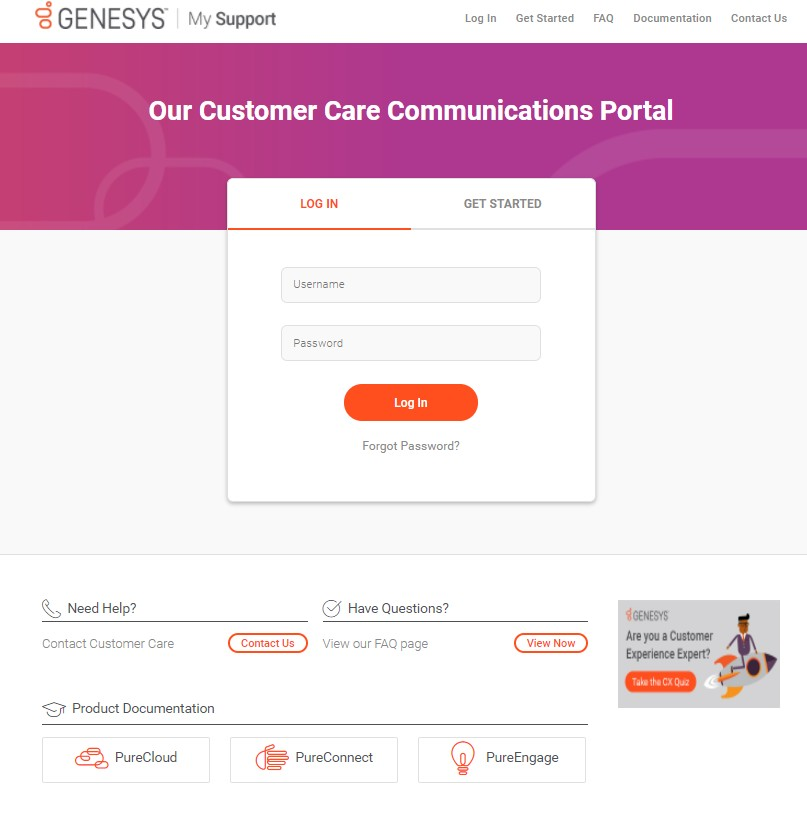 GENESYS™ | My Support
Log In Get Started FAQ Documentation Contact Us
Our Customer Care Communications Portal
LOG IN GET STARTED
Username
Password
Log In
Forgot Password?
Need Help?
Contact Customer Care Contact Us
Have Questions?
View our FAQ page View Now
GENESYS
Are you a Customer
Experience Expert?
Take the CX Quiz
Product Documentation
PureCloud PureConnect PureEngage